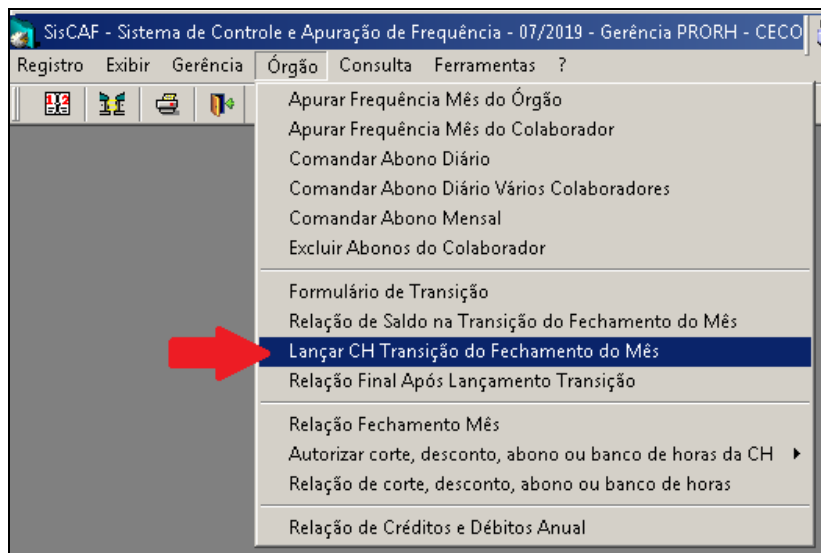 SisCAF - Sistema de Controle e Apuração de Frequência - 07/2019 - Gerência PRORH - CECO
Registro Exibir Gerência Órgão Consulta Ferramentas ?
Apurar Frequência Mês do Órgão
Apurar Frequência Mês do Colaborador
Comandar Abono Diário
Comandar Abono Diário Vários Colaboradores
Comandar Abono Mensal
Excluir Abonos do Colaborador
Formulário de Transição
Relação de Saldo na Transição do Fechamento do Mês
Lançar CH Transição do Fechamento do Mês
Relação Final Após Lançamento Transição
Relação Fechamento Mês
Autorizar corte, desconto, abono ou banco de horas da CH
Relação de corte, desconto, abono ou banco de horas
Relação de Créditos e Débitos Anual